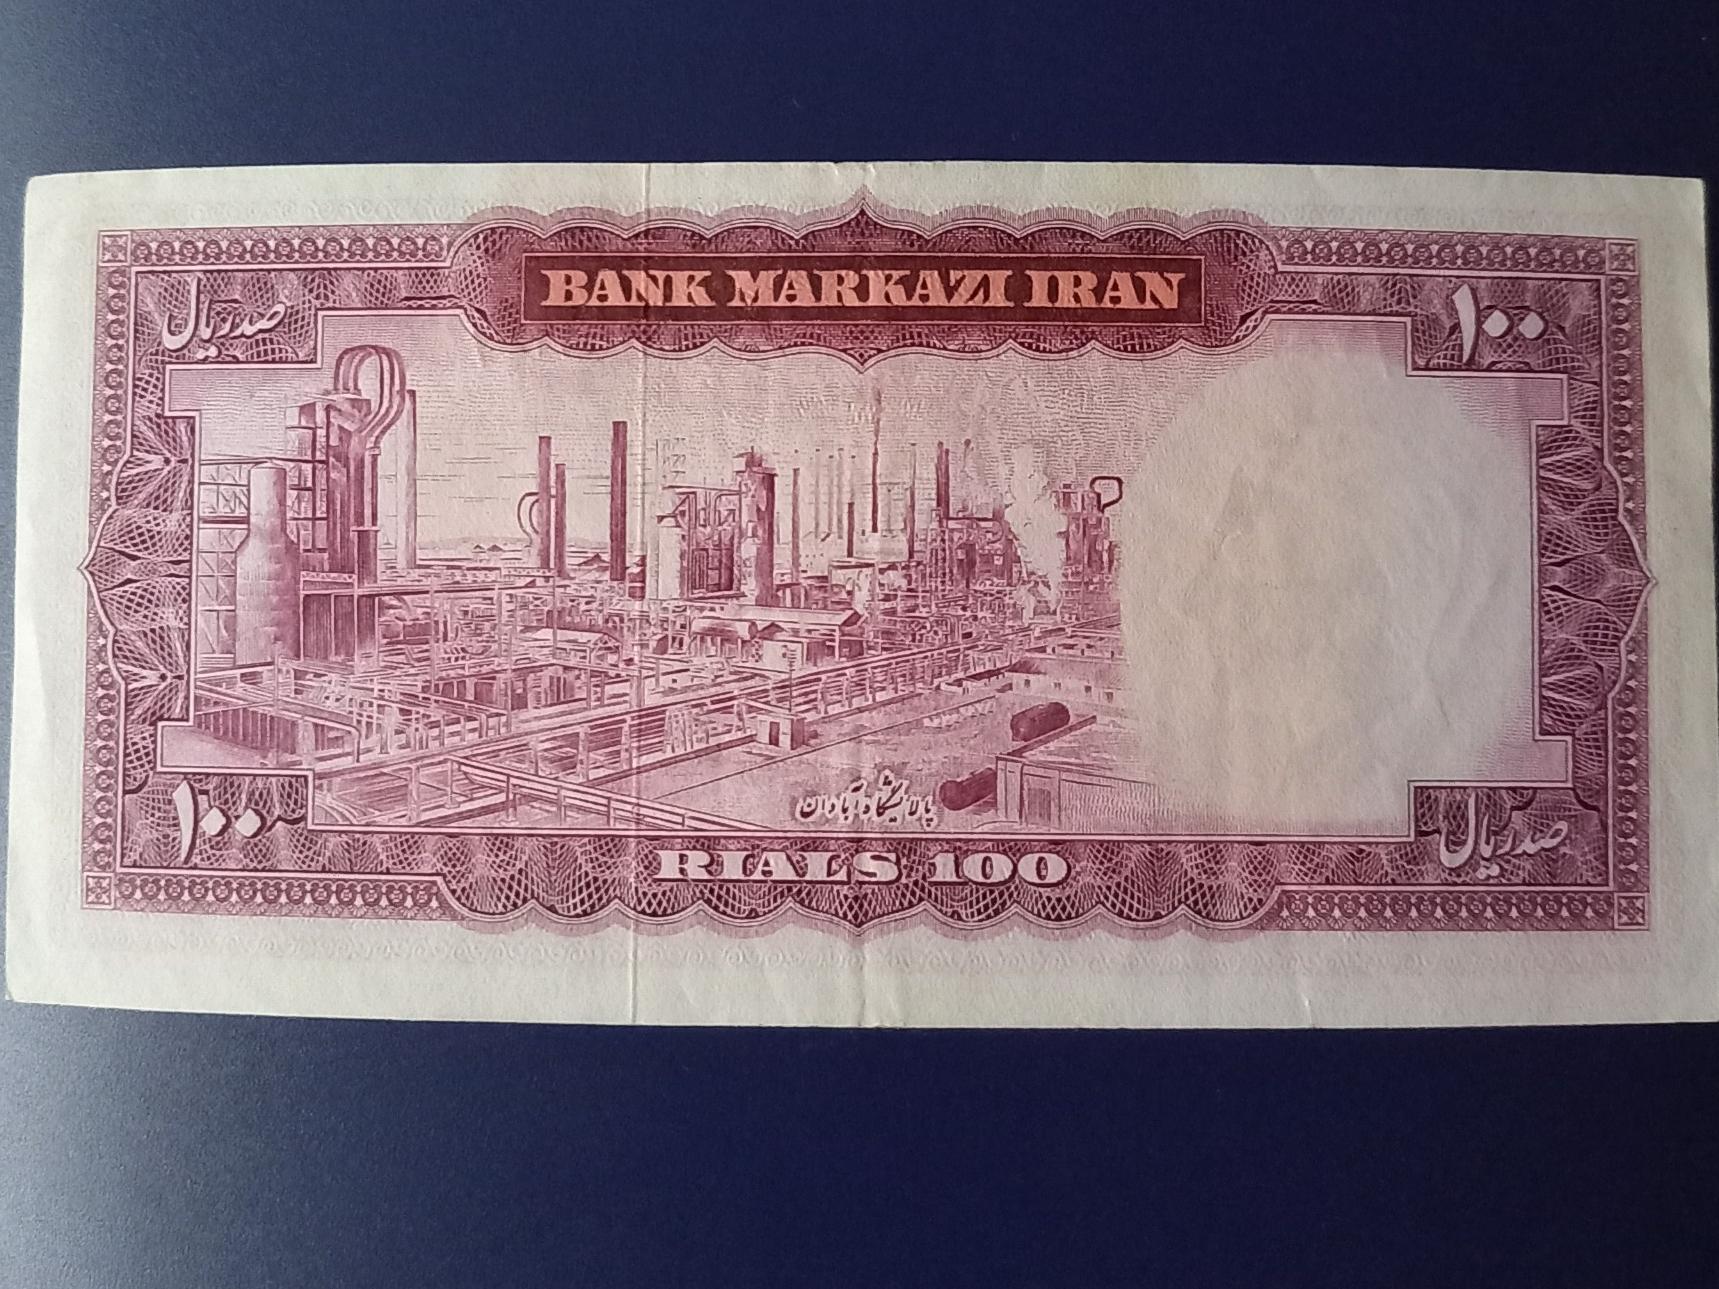 BANK MARKAZI IRAN
صد ریال
۱۰۰
پالایشگاه آبادان
۱۰۰
RIALS 100
صد ریال